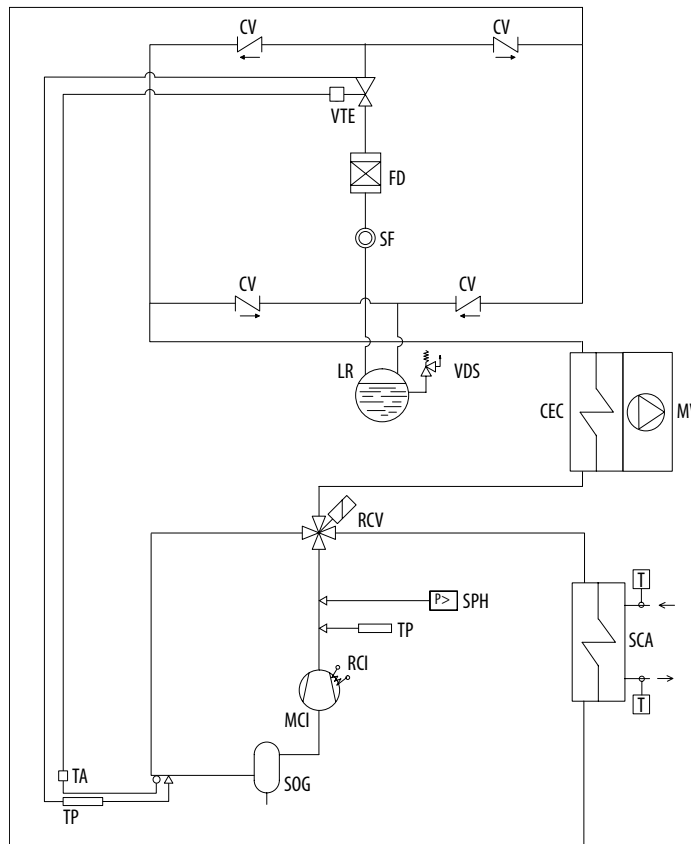 CV
CV
VTE
FD
SF
CV
CV
LR
VDS
CEC
MV
RCV
T
P>
SPH
SCA
TP
RCI
T
MCI
TA
SOG
TP